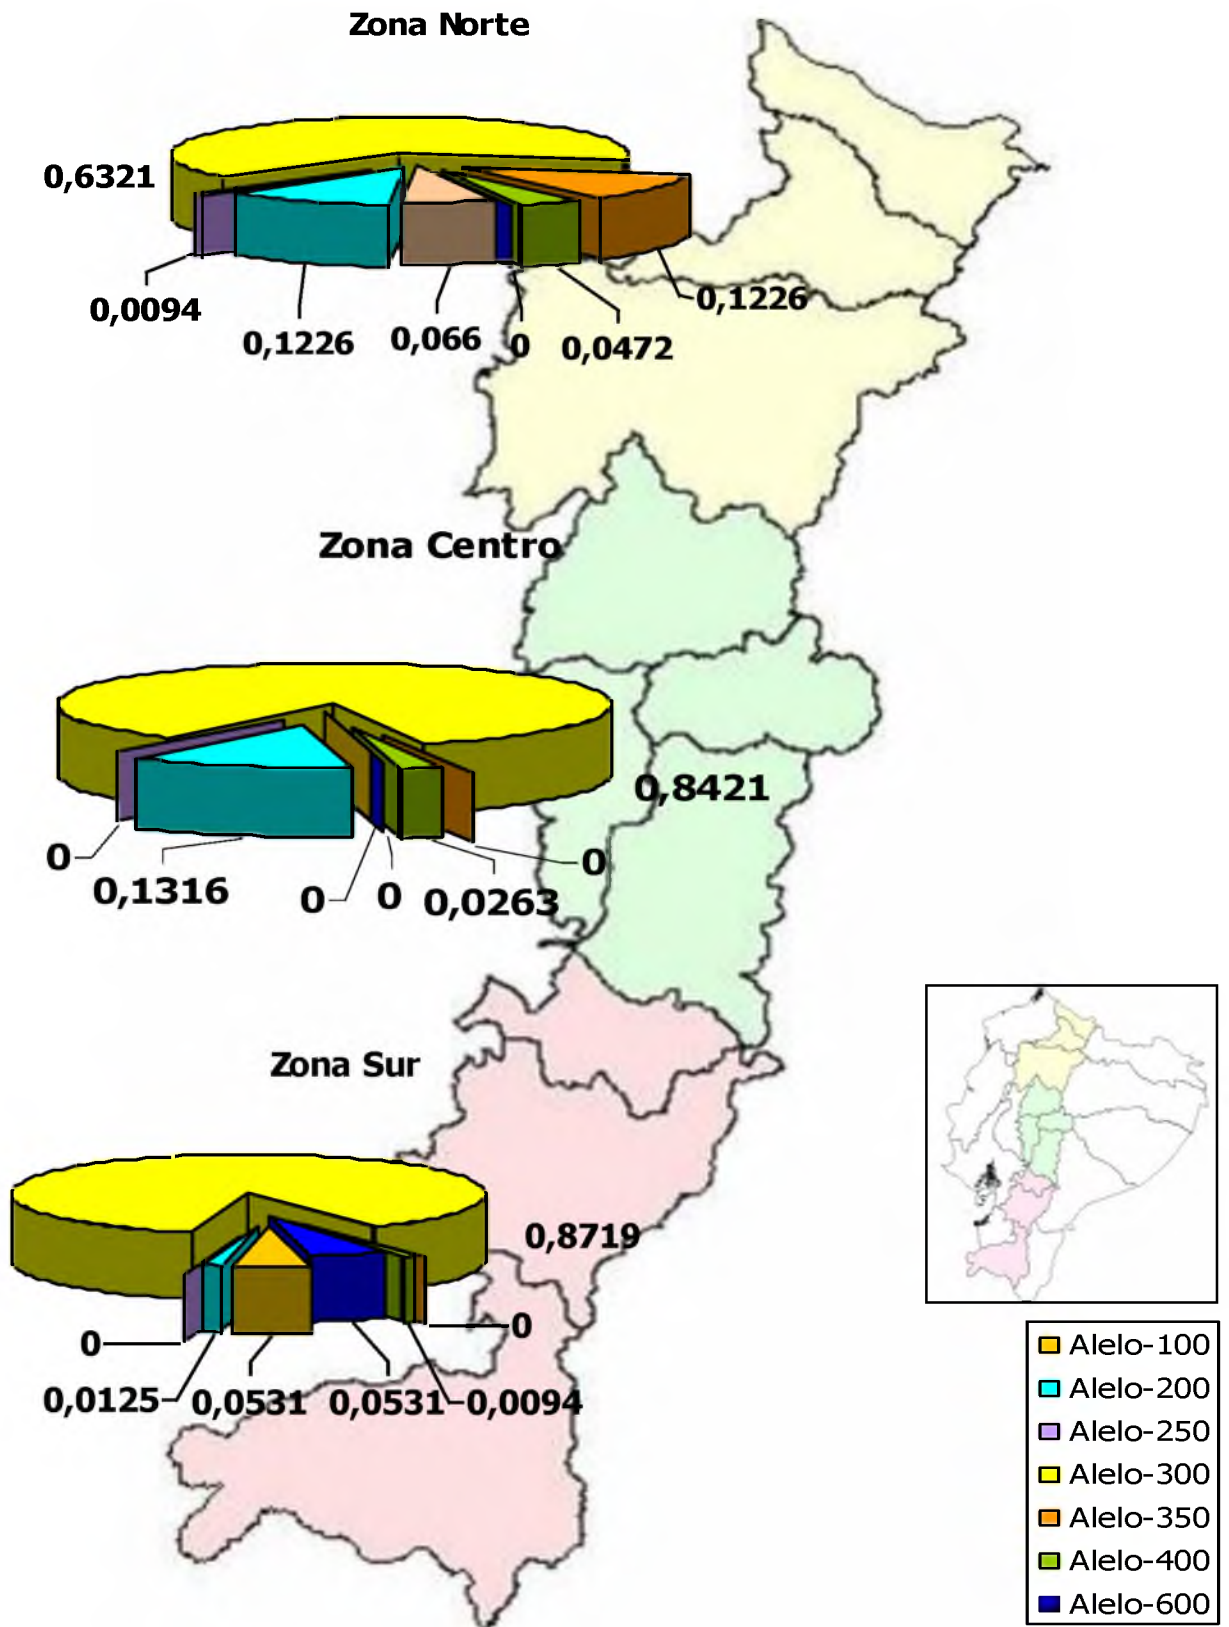 Zona Norte
0,6321
0,0094
0,1226
0,066
0
0,0472
0,1226
Zona Centro
0,8421
0
0,1316
0
0
0,0263
0
Zona Sur
0,8719
0
0,0125
0,0531
0,0531
0,0094
0
Alelo-100
Alelo-200
Alelo-250
Alelo-300
Alelo-350
Alelo-400
Alelo-600